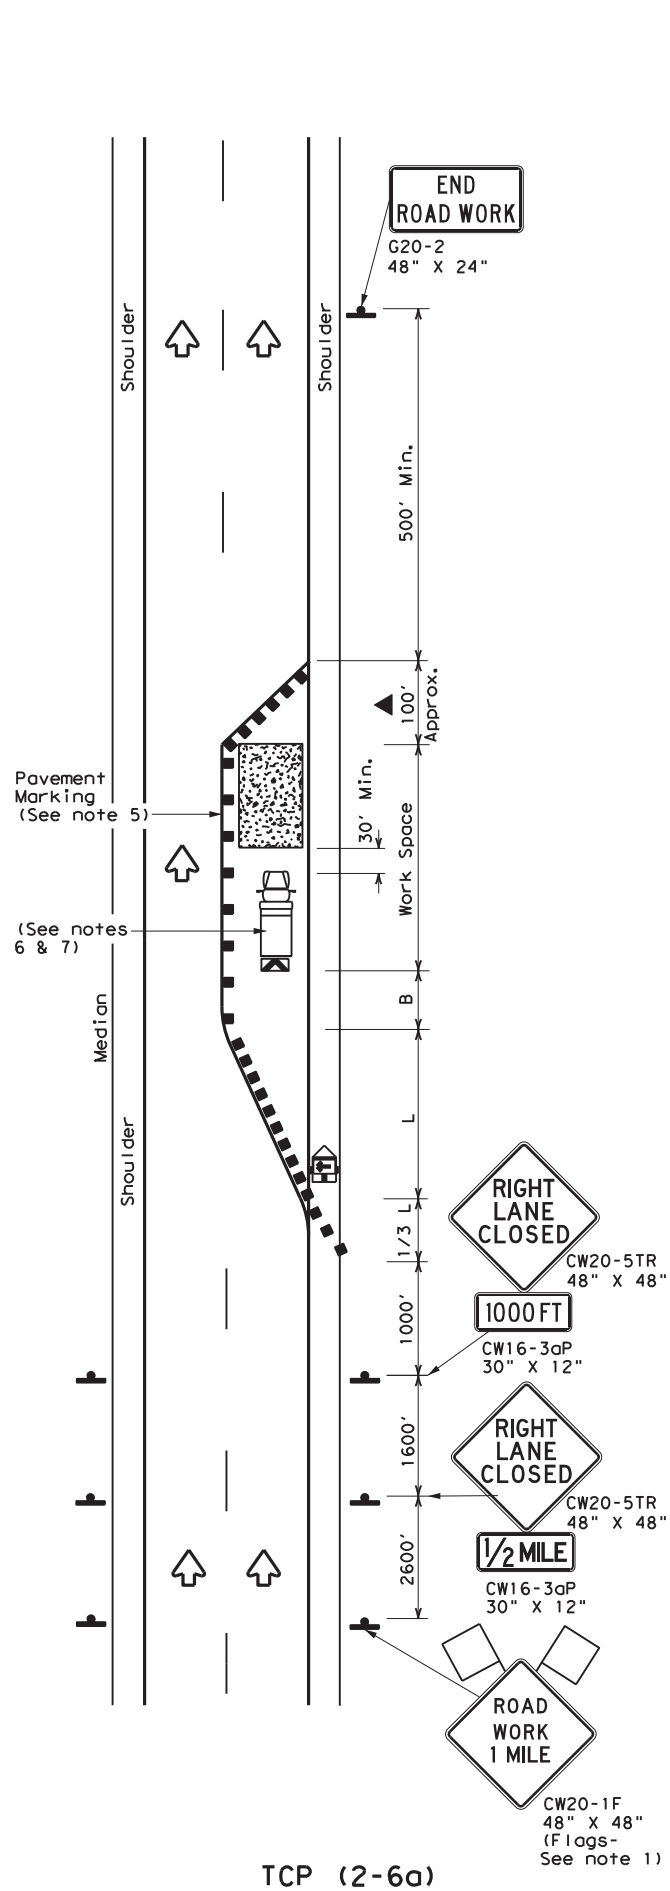 END
ROAD WORK
G20-2
48" X 24"
Shoulder
Shoulder
500' Min.
100'
Approx.
Pavement
Marking
(See note 5)
30' Min.
Work Space
(See notes
6 & 7)
B
Median
Shoulder
L
1/3 L
RIGHT
LANE
CLOSED
CW20-5TR
48" X 48"
1000 FT
CW16-3aP
30" X 12"
1000'
RIGHT
LANE
CLOSED
CW20-5TR
48" X 48"
1/2 MILE
CW16-3aP
30" X 12"
1600'
2600'
ROAD
WORK
1 MILE
CW20-1F
48" X 48"
(Flags-
See note 1)
TCP (2-6a)